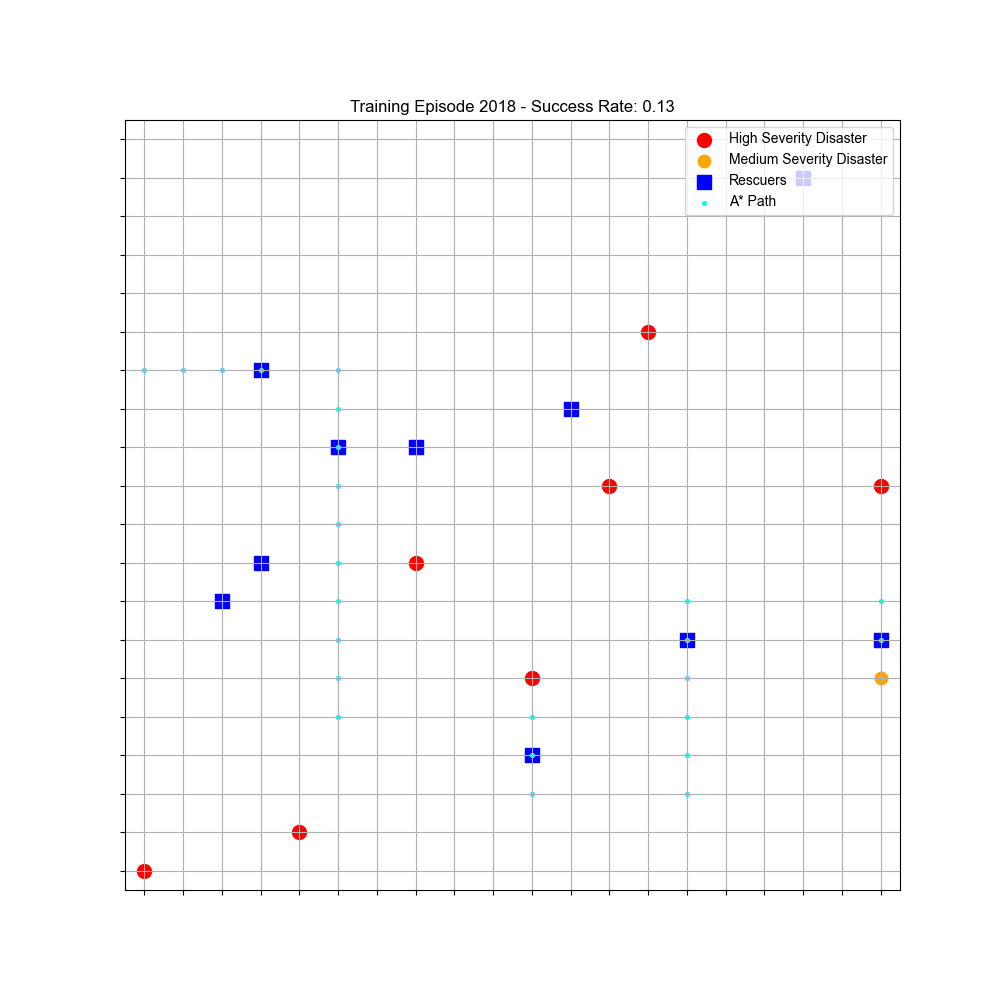 Training Episode 2018 - Success Rate: 0.13
High Severity Disaster
Medium Severity Disaster
Rescuers
A* Path